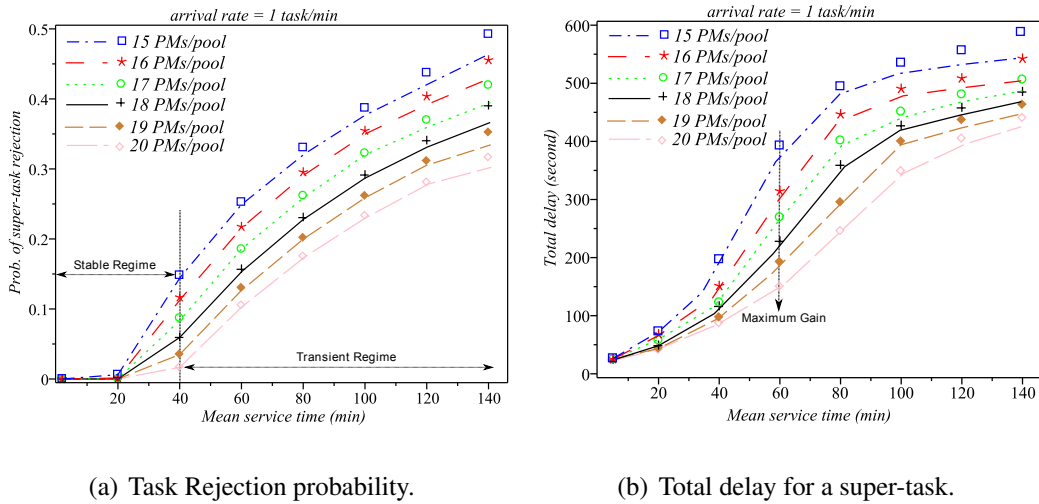 arrival rate = 1 task/min
15 PMs/pool
16 PMs/pool
17 PMs/pool
18 PMs/pool
19 PMs/pool
20 PMs/pool
Prob. of super-task rejection
0.5
0.4
0.3
0.2
0.1
0
Stable Regime
Transient Regime
20 40 60 80 100 120 140
Mean service time (min)
(a) Task Rejection probability.
arrival rate = 1 task/min
15 PMs/pool
16 PMs/pool
17 PMs/pool
18 PMs/pool
19 PMs/pool
20 PMs/pool
Total delay (second)
600
500
400
300
200
100
0
Maximum Gain
20 40 60 80 100 120 140
Mean service time (min)
(b) Total delay for a super-task.